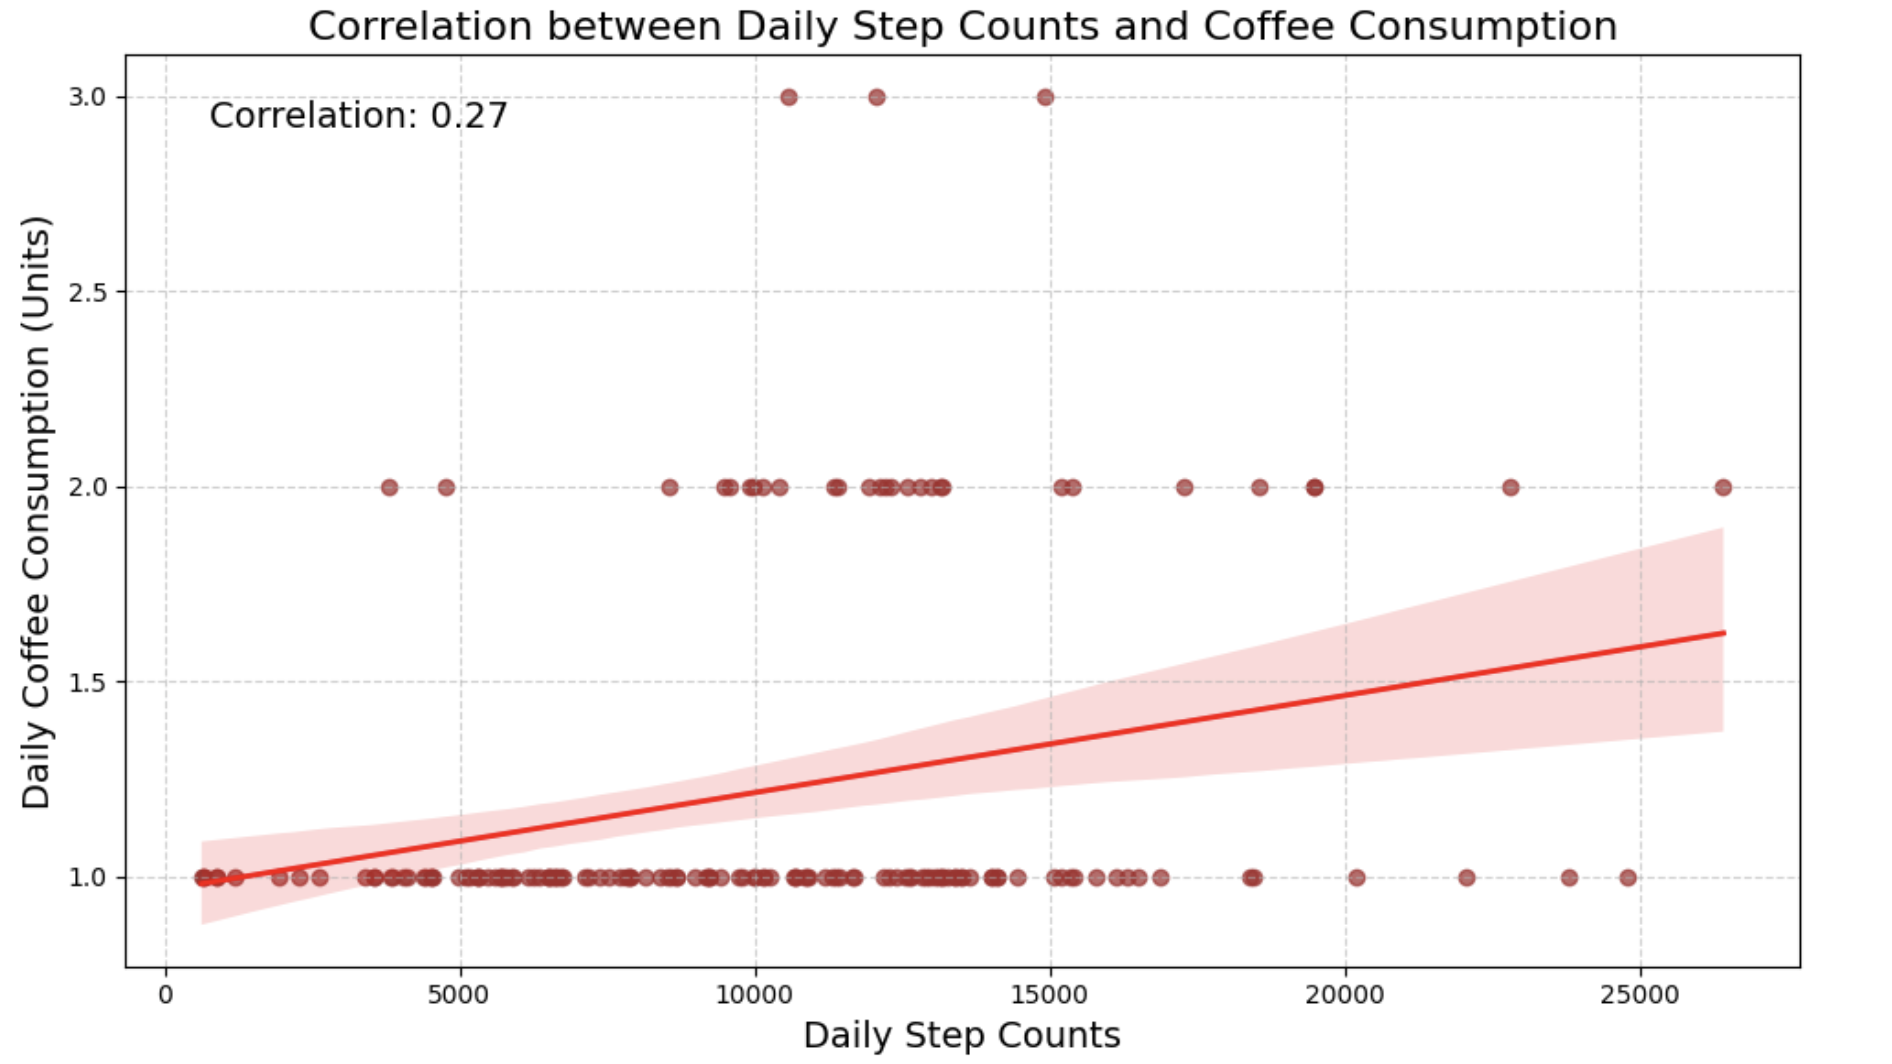 Correlation between Daily Step Counts and Coffee Consumption
Correlation: 0.27
Daily Coffee Consumption (Units)
3.0
2.5
2.0
1.5
1.0
0
5000
10000
15000
20000
25000
Daily Step Counts